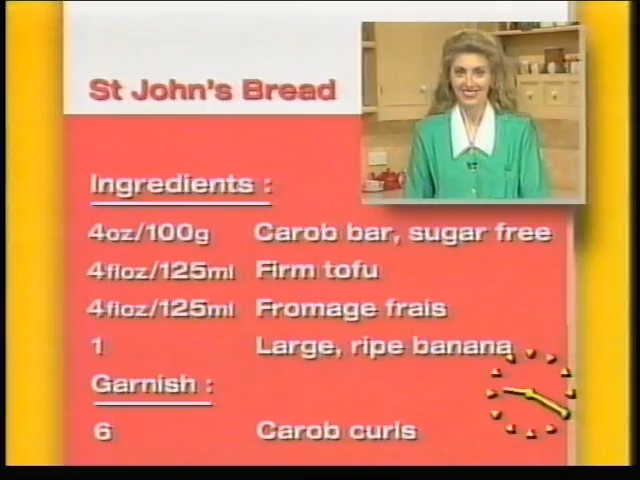 St John's Bread
Ingredients :
4oz/100g Carob bar, sugar free
4floz/125ml Firm tofu
4floz/125ml Fromage frais
1 Large, ripe banana
Garnish :
6 Carob curls